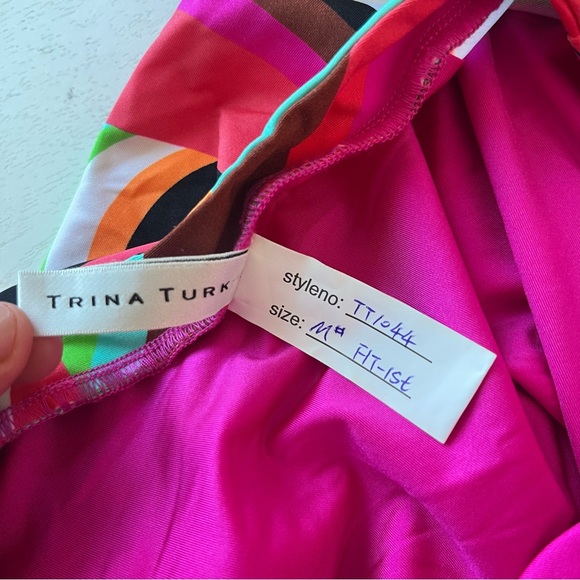 TRINA TURK
styleno: TT1044
size: M# FIT-1st